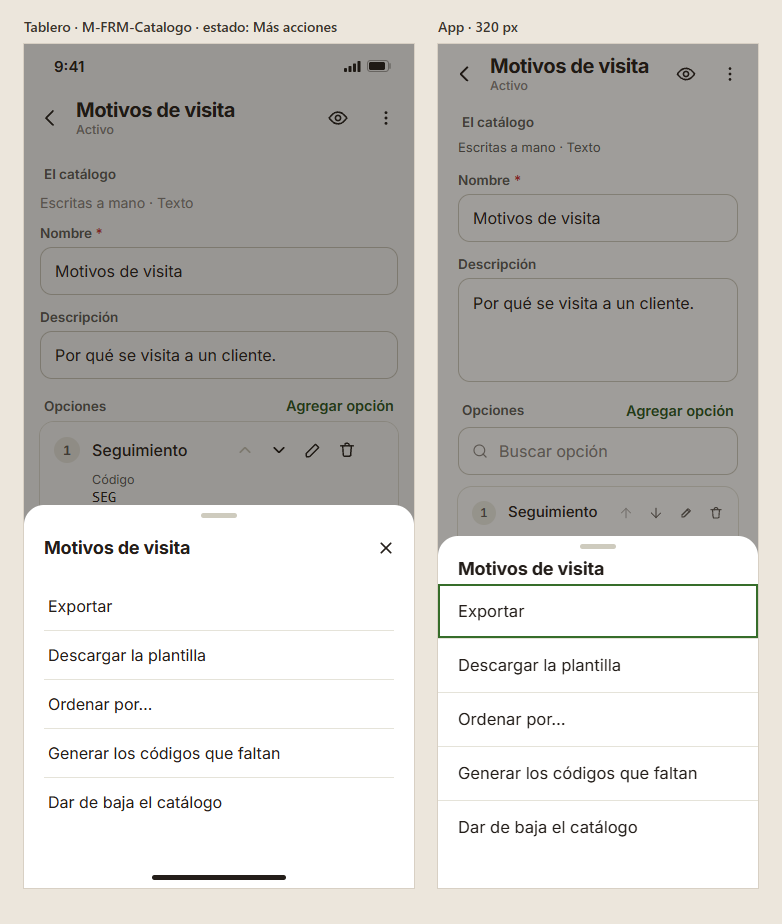 Tablero · M-FRM-Catalogo · estado: Más acciones
9:41
Motivos de visita
Activo
El catálogo
Escritas a mano · Texto
Nombre *
Motivos de visita
Descripción
Por qué se visita a un cliente.
Opciones
Agregar opción
1
Seguimiento
Código
SEG
Motivos de visita
Exportar
Descargar la plantilla
Ordenar por...
Generar los códigos que faltan
Dar de baja el catálogo
App · 320 px
Motivos de visita
Activo
El catálogo
Escritas a mano · Texto
Nombre *
Motivos de visita
Descripción
Por qué se visita a un cliente.
Opciones
Agregar opción
Buscar opción
1
Seguimiento
Motivos de visita
Exportar
Descargar la plantilla
Ordenar por...
Generar los códigos que faltan
Dar de baja el catálogo